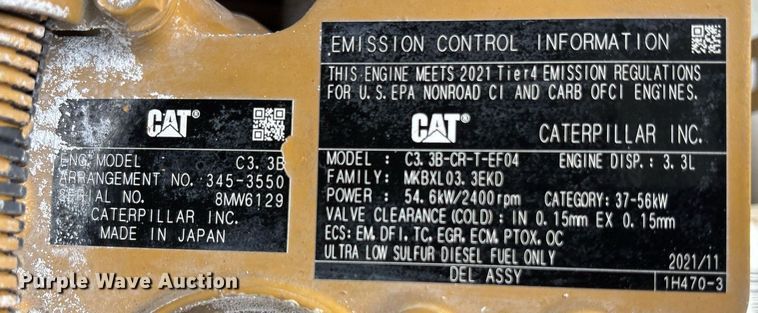 CAT®
ENG. MODEL C3. 3B
ARRANGEMENT NO. 345-3550
SERIAL NO. 8MW6129
CATERPILLAR INC.
MADE IN JAPAN
EMISSION CONTROL INFORMATION
THIS ENGINE MEETS 2021 Tier4 EMISSION REGULATIONS
FOR U.S. EPA NONROAD CI AND CARB OFCI ENGINES.
CAT® CATERPILLAR INC.
MODEL : C3. 3B-CR-T-EF04 ENGINE DISP. : 3. 3L
FAMILY: MKBXL03. 3EKD
POWER : 54. 6kW/2400rpm CATEGORY: 37-56kW
VALVE CLEARANCE (COLD) : IN 0. 15mm EX 0. 15mm
ECS: EM, DFI, TC, EGR, ECM, PTOX, OC
ULTRA LOW SULFUR DIESEL FUEL ONLY 2021/11
DEL ASSY 1H470-3
Purple Wave Auction